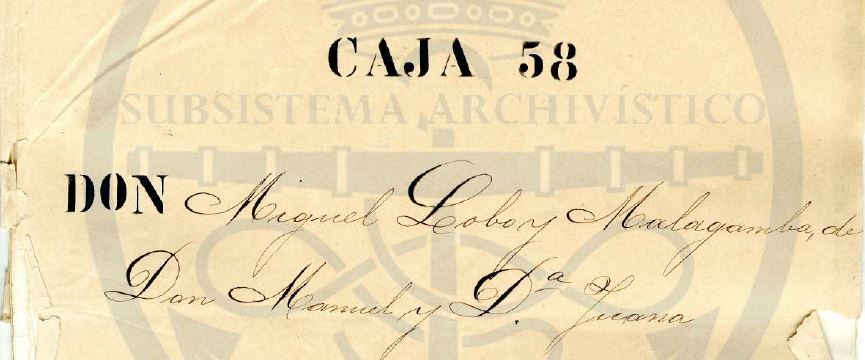 CAJA 58
SUBSISTEMA ARCHIVÍSTICO
DON Miguel Lobo y Malagamba, de
Don Manuel y D.ª Juana